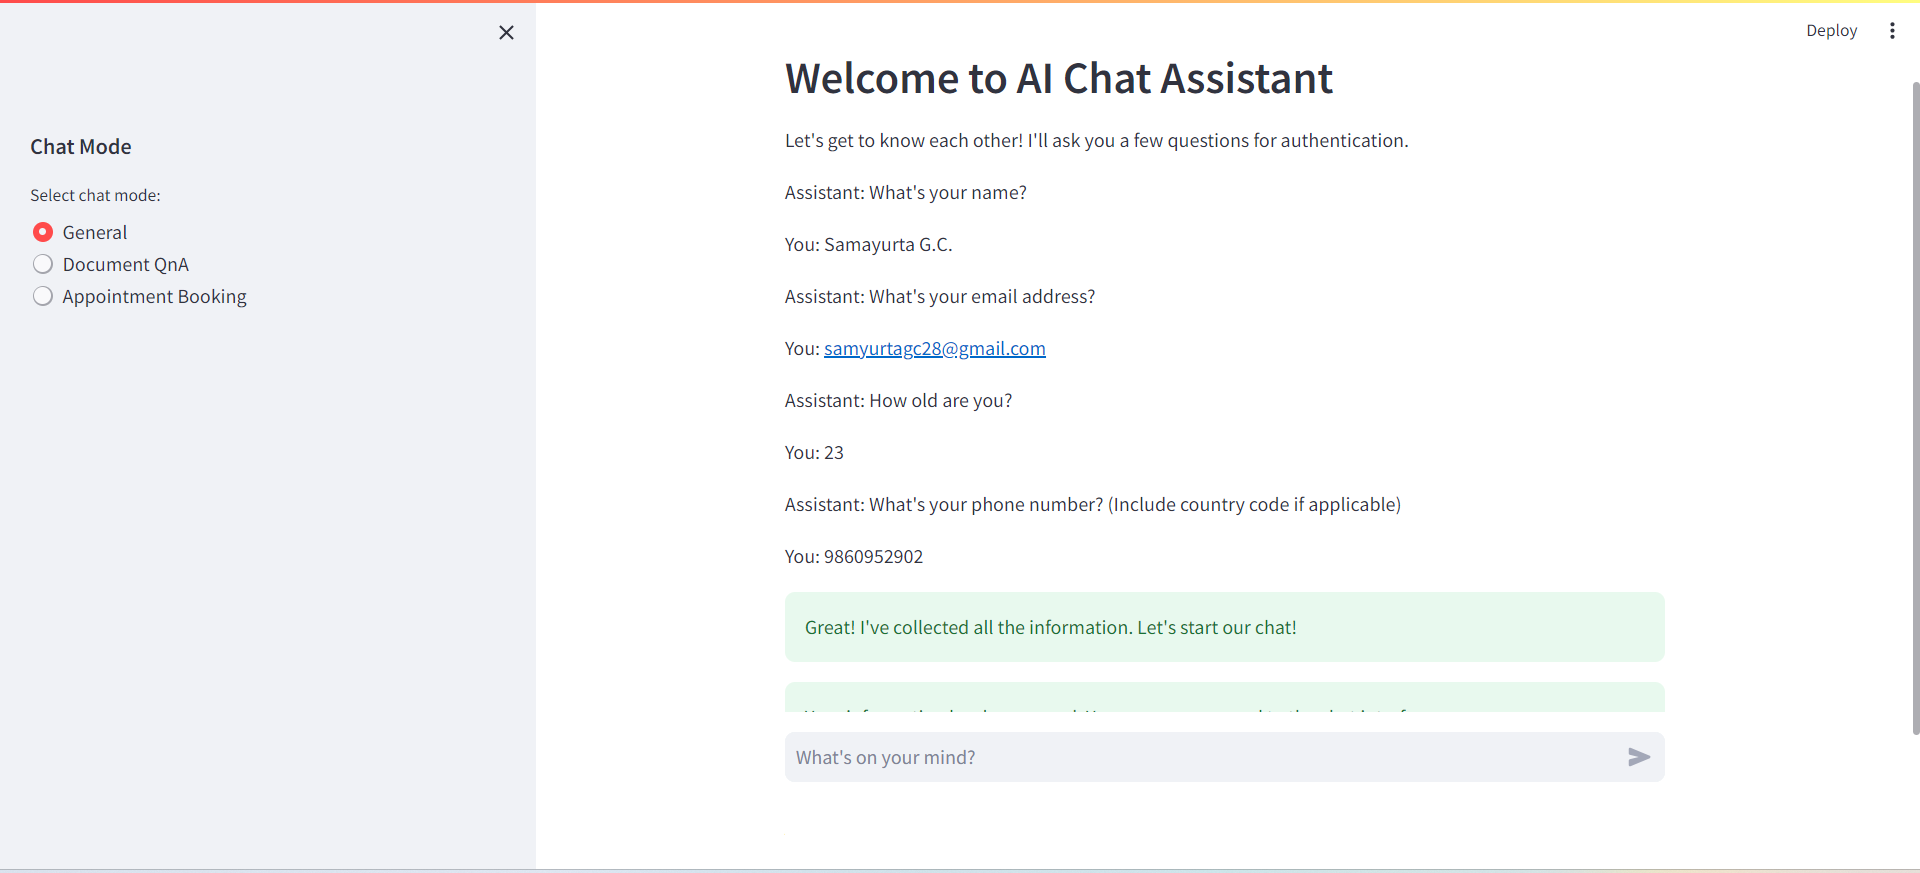 Deploy
Chat Mode
Select chat mode:
General
Document QnA
Appointment Booking
Welcome to AI Chat Assistant
Let's get to know each other! I'll ask you a few questions for authentication.
Assistant: What's your name?
You: Samayurta G.C.
Assistant: What's your email address?
You: samyurtagc28@gmail.com
Assistant: How old are you?
You: 23
Assistant: What's your phone number? (Include country code if applicable)
You: 9860952902
Great! I've collected all the information. Let's start our chat!
What's on your mind?